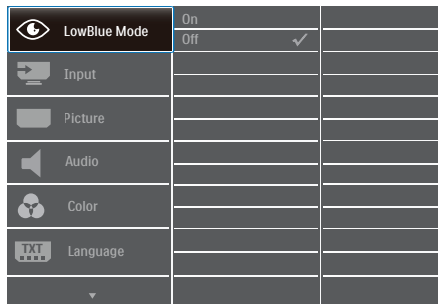 LowBlue Mode
On
Off
Input
Picture
Audio
Color
TXT
Language